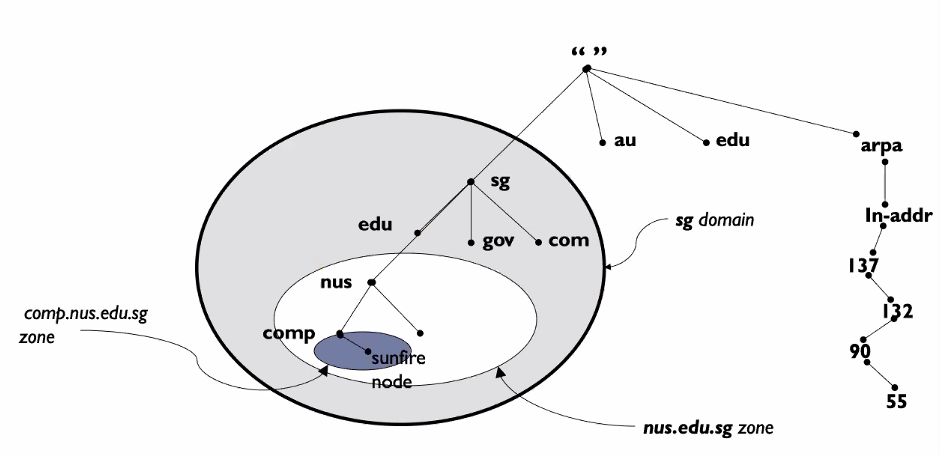 “ ”
au
edu
arpa
sg
In-addr
edu
gov
com
sg domain
137
nus
132
comp.nus.edu.sg
zone
comp
sunfire
node
90
55
nus.edu.sg zone